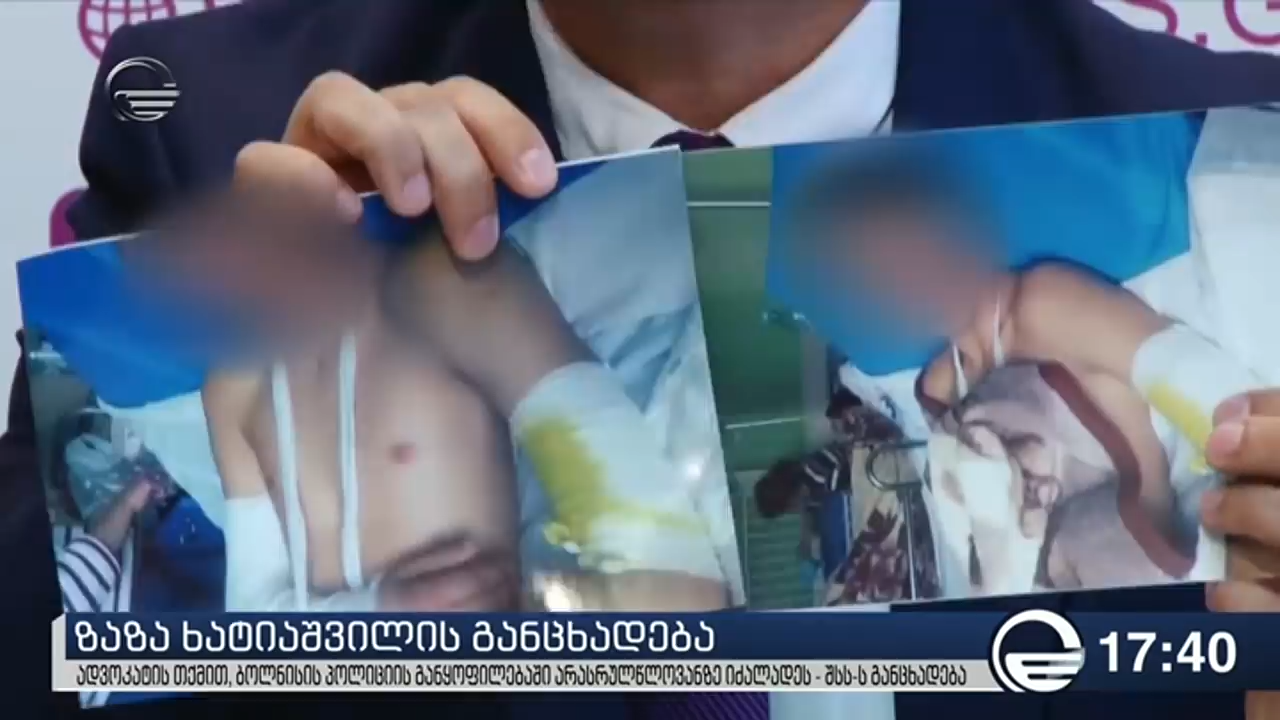 S.G
ზაზა ხატიაშვილის განცხადება
ადვოკატის თქმით, ბოლნისის პოლიციის განყოფილებაში არასრულწლოვანზე იძალადეს - შსს-ს განცხადება
17:40